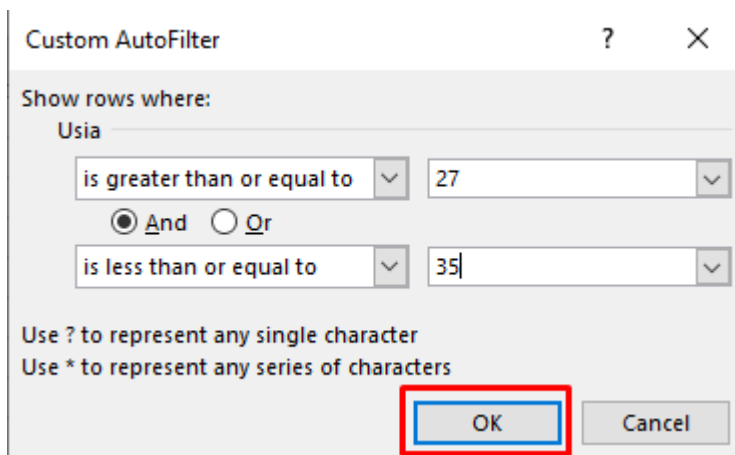 Custom AutoFilter ?
Show rows where:
Usia
is greater than or equal to 27
And Or
is less than or equal to 35
Use ? to represent any single character
Use * to represent any series of characters
OK Cancel